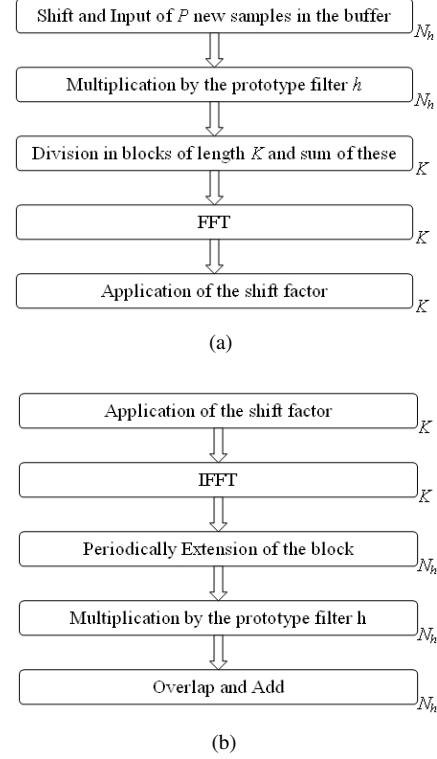 Shift and Input of P new samples in the buffer
N_h
Multiplication by the prototype filter h
N_h
Division in blocks of length K and sum of these
K
FFT
K
Application of the shift factor
K
(a)
Application of the shift factor
K
IFFT
K
Periodically Extension of the block
N_h
Multiplication by the prototype filter h
N_h
Overlap and Add
N_h
(b)